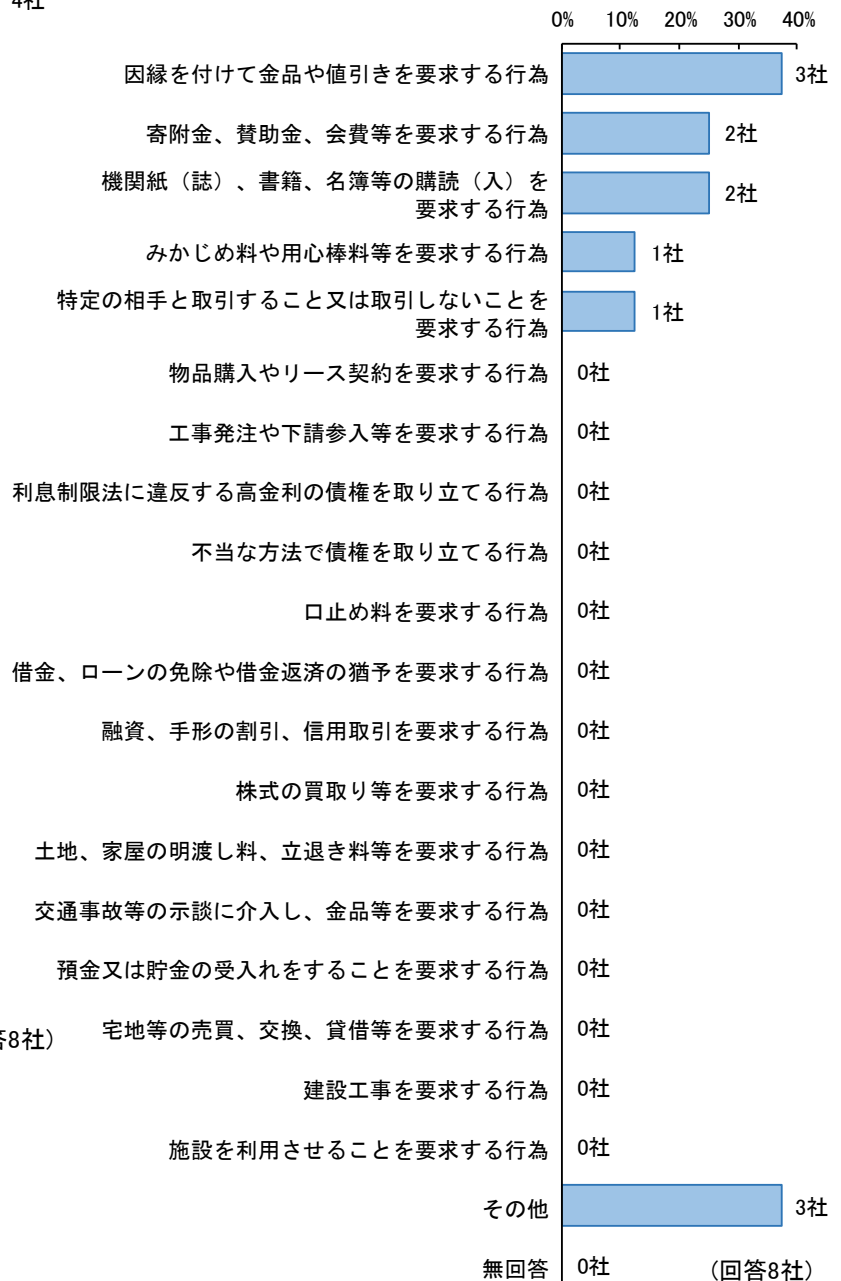 4社
0% 10% 20% 30% 40%
因縁を付けて金品や値引きを要求する行為 3社
寄附金、賛助金、会費等を要求する行為 2社
機関紙（誌）、書籍、名簿等の購読（入）を
要求する行為 2社
みかじめ料や用心棒料等を要求する行為 1社
特定の相手と取引すること又は取引しないことを
要求する行為 1社
物品購入やリース契約を要求する行為 0社
工事発注や下請参入等を要求する行為 0社
利息制限法に違反する高金利の債権を取り立てる行為 0社
不当な方法で債権を取り立てる行為 0社
口止め料を要求する行為 0社
借金、ローンの免除や借金返済の猶予を要求する行為 0社
融資、手形の割引、信用取引を要求する行為 0社
株式の買取り等を要求する行為 0社
土地、家屋の明渡し料、立退き料等を要求する行為 0社
交通事故等の示談に介入し、金品等を要求する行為 0社
預金又は貯金の受入れをすることを要求する行為 0社
答8社）
宅地等の売買、交換、貸借等を要求する行為 0社
建設工事を要求する行為 0社
施設を利用させることを要求する行為 0社
その他 3社
無回答 0社 （回答8社）